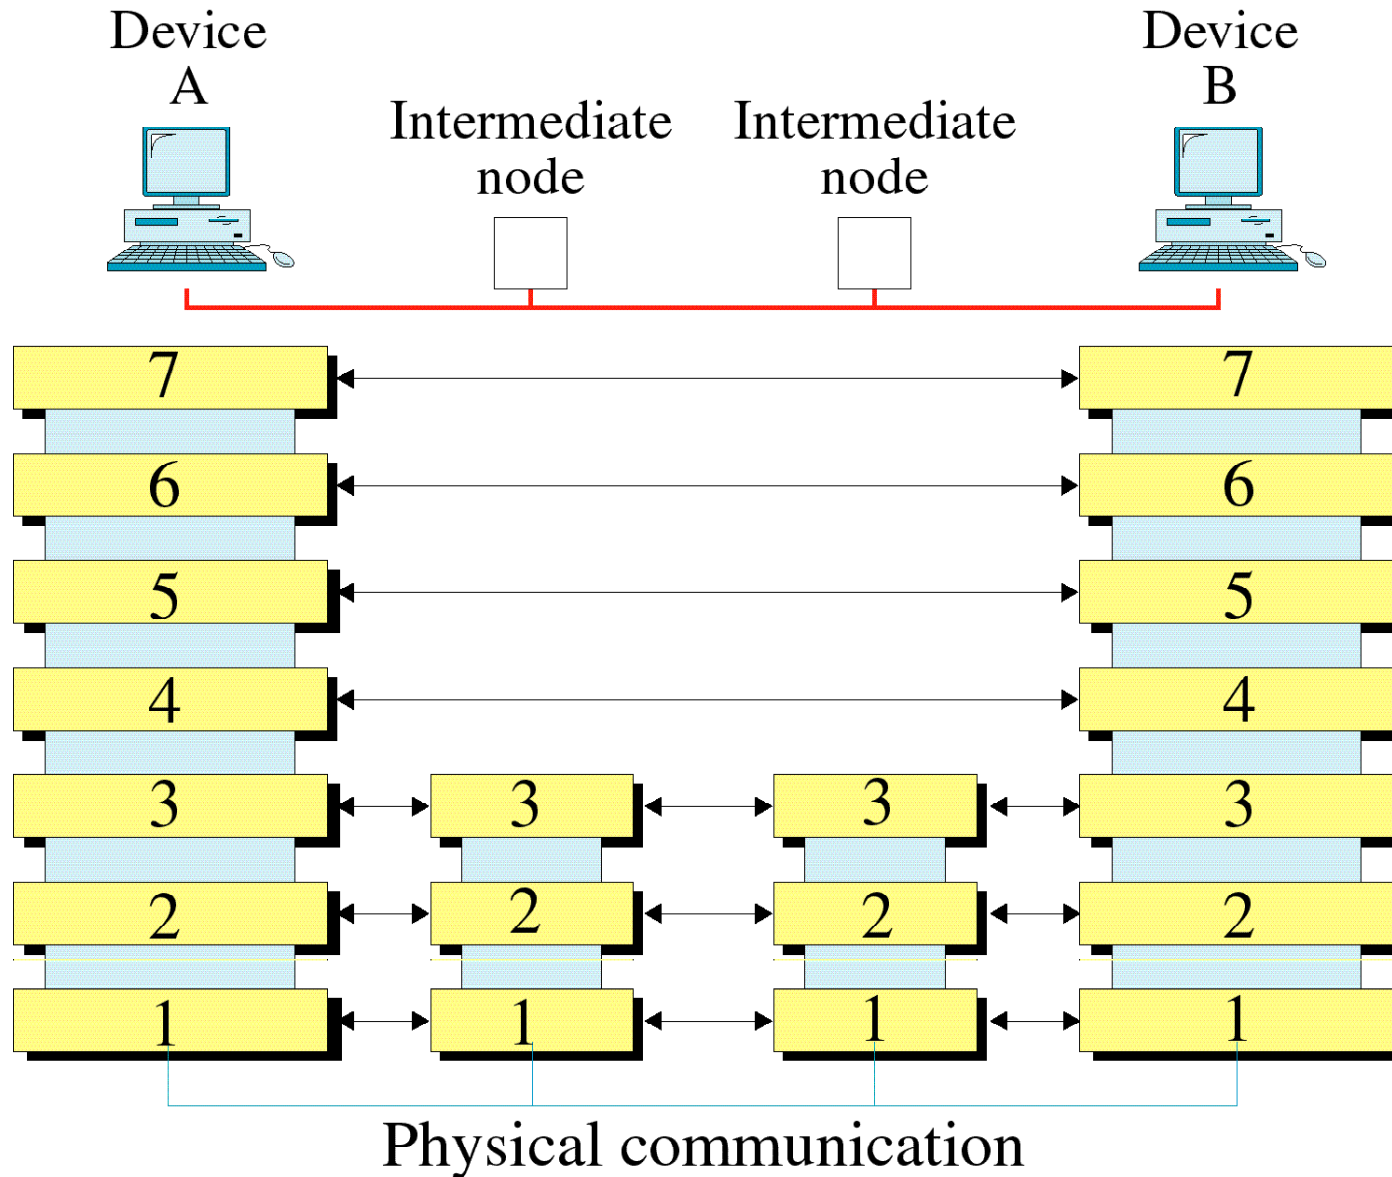 Device
A
Device
B
Intermediate
node
Intermediate
node
7
7
6
6
5
5
4
4
3
3
3
3
2
2
2
2
1
1
1
1
Physical communication